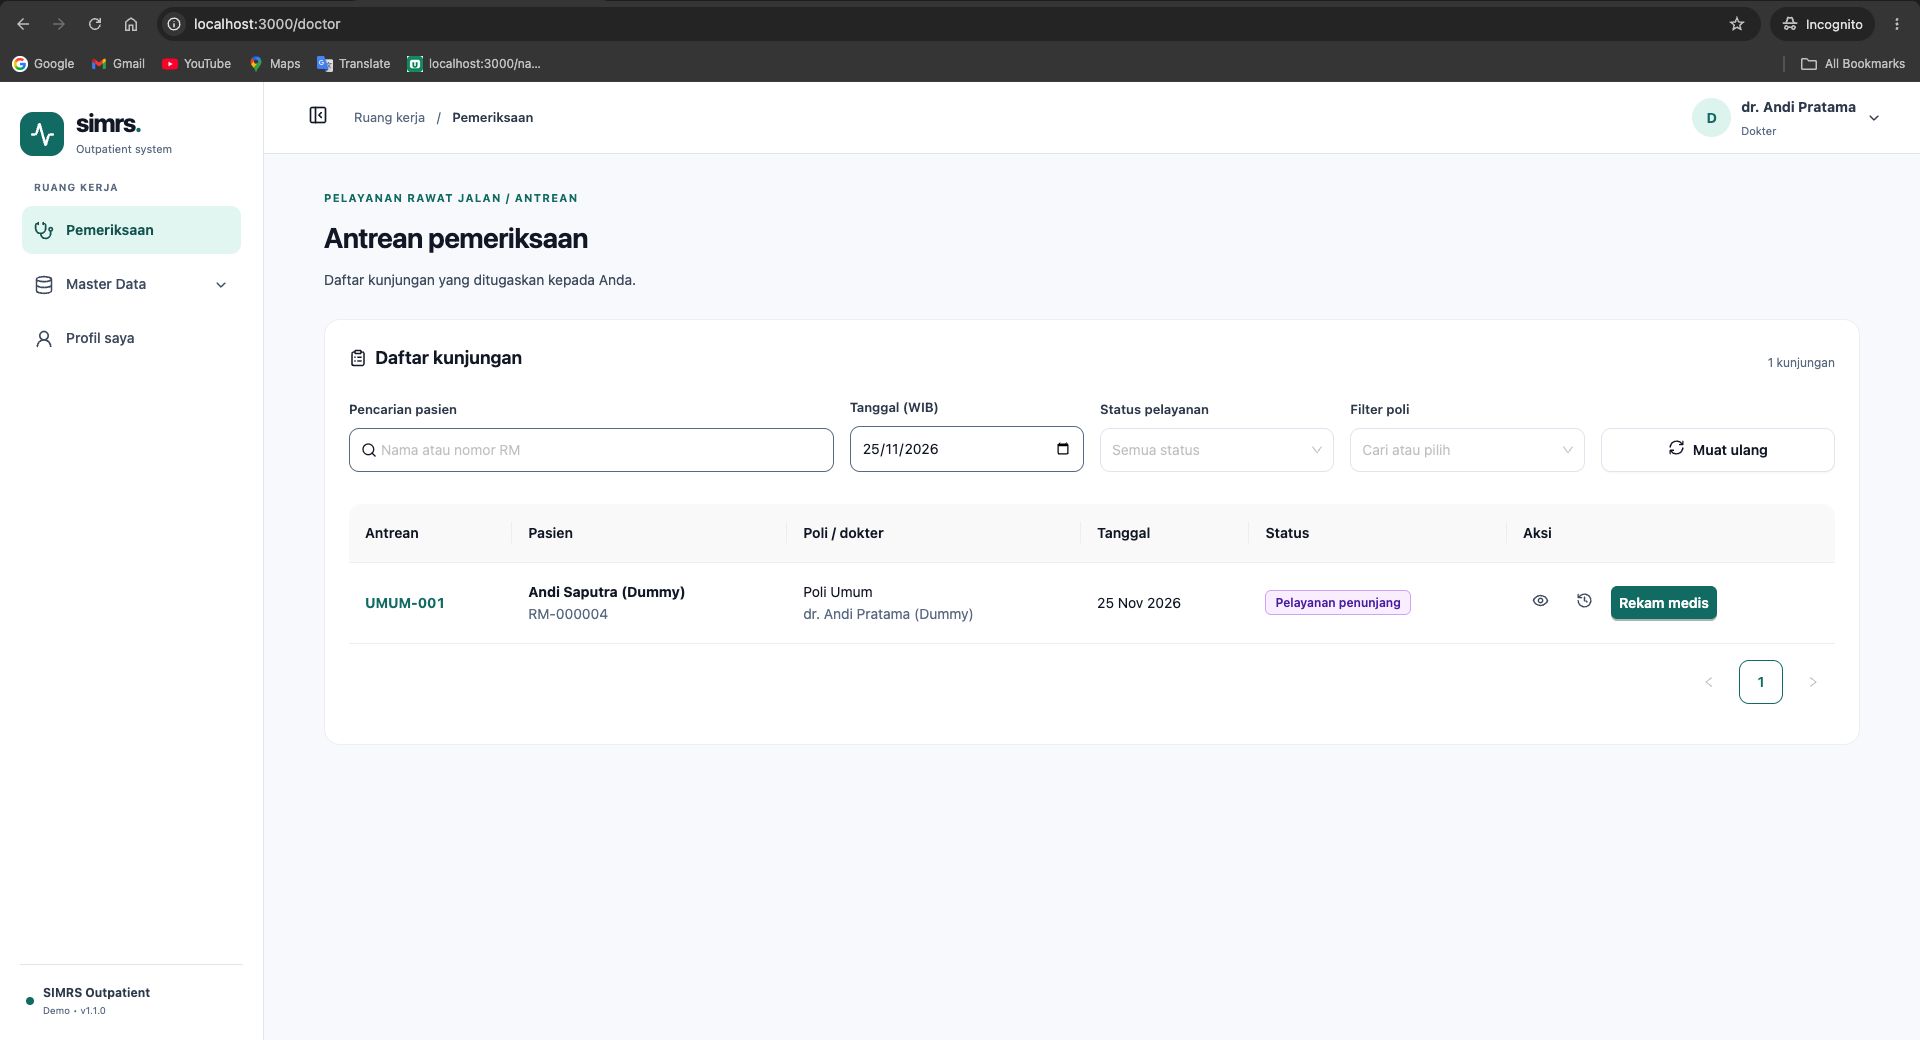 localhost:3000/doctor
Incognito
Google
Gmail
YouTube
Maps
Translate
localhost:3000/na...
All Bookmarks
simrs.
Outpatient system
RUANG KERJA
Pemeriksaan
Master Data
Profil saya
SIMRS Outpatient
Demo • v1.1.0
Ruang kerja / Pemeriksaan
D
dr. Andi Pratama
Dokter
PELAYANAN RAWAT JALAN / ANTREAN
Antrean pemeriksaan
Daftar kunjungan yang ditugaskan kepada Anda.
Daftar kunjungan
1 kunjungan
Pencarian pasien
Tanggal (WIB)
Status pelayanan
Filter poli
Nama atau nomor RM
25/11/2026
Semua status
Cari atau pilih
Muat ulang
Antrean Pasien Poli / dokter Tanggal Status Aksi
UMUM-001
Andi Saputra (Dummy)
RM-000004
Poli Umum
dr. Andi Pratama (Dummy)
25 Nov 2026
Pelayanan penunjang
Rekam medis
1